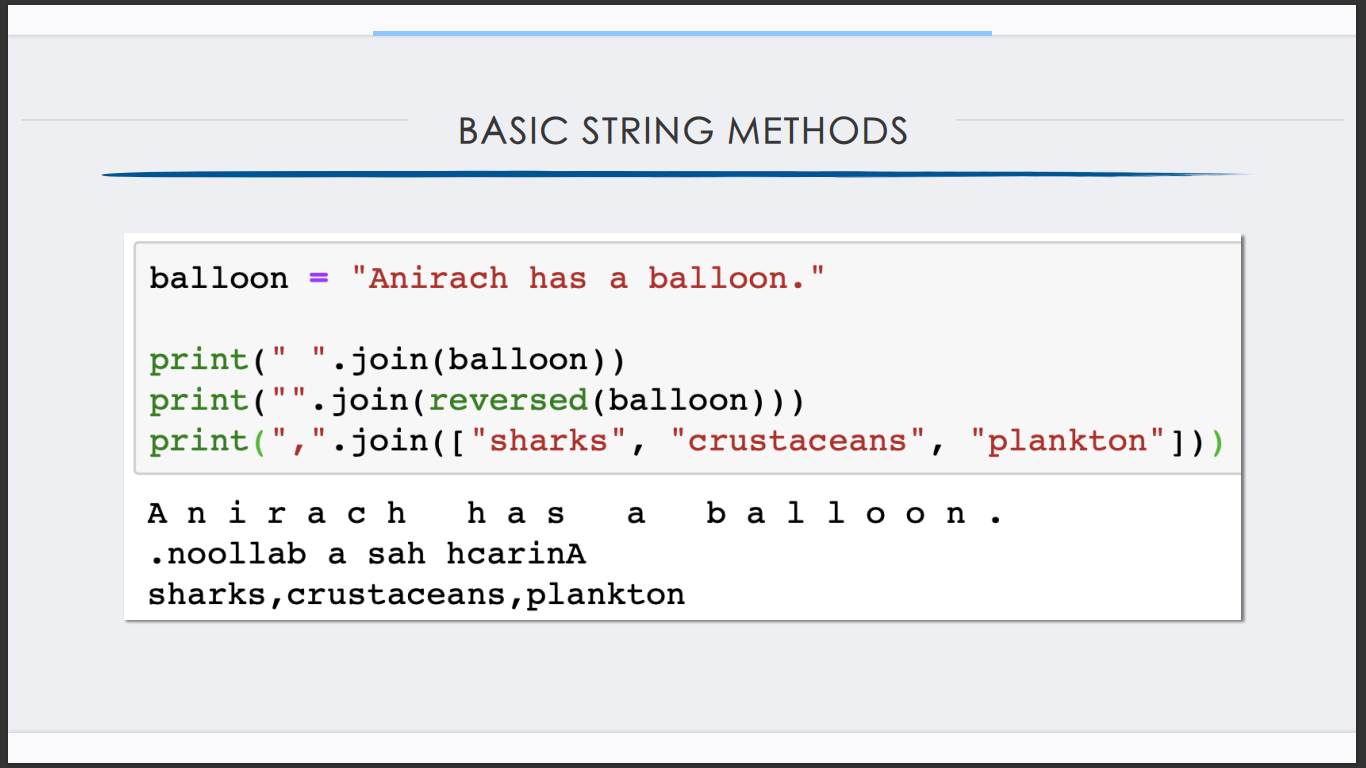 BASIC STRING METHODS
balloon = "Anirach has a balloon."
print(" ".join(balloon))
print("".join(reversed(balloon)))
print(",".join(["sharks", "crustaceans", "plankton"]))
A n i r a c h   h a s   a   b a l l o o n .
.noollab a sah hcarinA
sharks,crustaceans,plankton